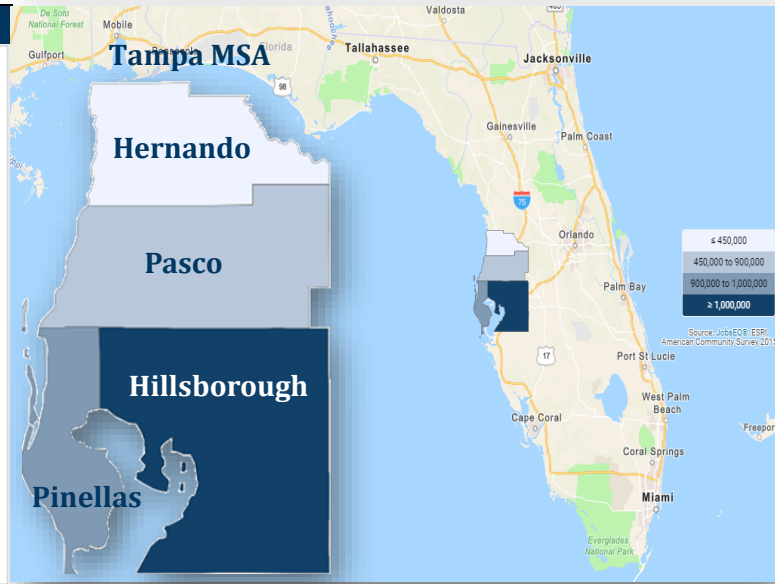 De Soto
National Forest
Mobile
Gulfport
Florida
Tampa MSA
Valdosta
Tallahassee
Jacksonville
98
Gainesville
Palm Coast
Hernando
75
Orlando
Pasco
≤ 450,000
450,000 to 900,000
900,000 to 1,000,000
≥ 1,000,000
Palm Bay
Source: JobsEQ®, ESRI,
American Community Survey 2015
Port St Lucie
17
Hillsborough
West Palm
Beach
Cape Coral
Freepor
Coral Springs
Pinellas
Miami
Everglades
National Park